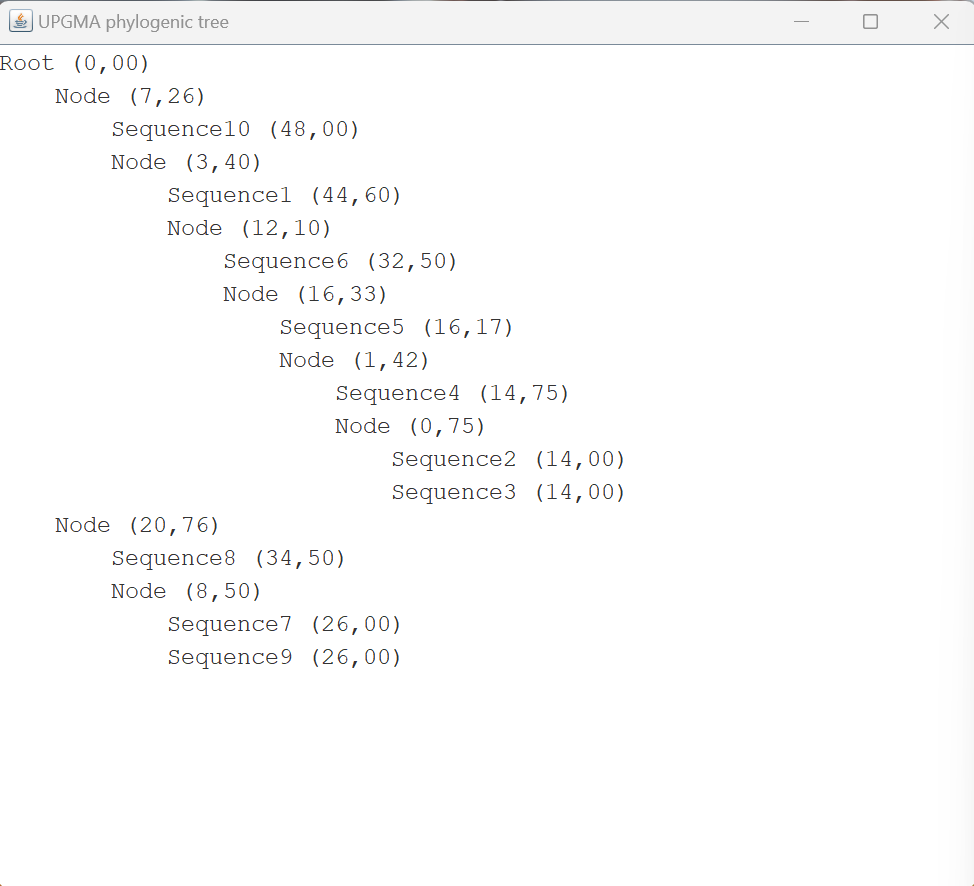 UPGMA phylogenic tree
Root (0,00)
    Node (7,26)
        Sequence10 (48,00)
        Node (3,40)
            Sequence1 (44,60)
            Node (12,10)
                Sequence6 (32,50)
                Node (16,33)
                    Sequence5 (16,17)
                    Node (1,42)
                        Sequence4 (14,75)
                        Node (0,75)
                            Sequence2 (14,00)
                            Sequence3 (14,00)
    Node (20,76)
        Sequence8 (34,50)
        Node (8,50)
            Sequence7 (26,00)
            Sequence9 (26,00)